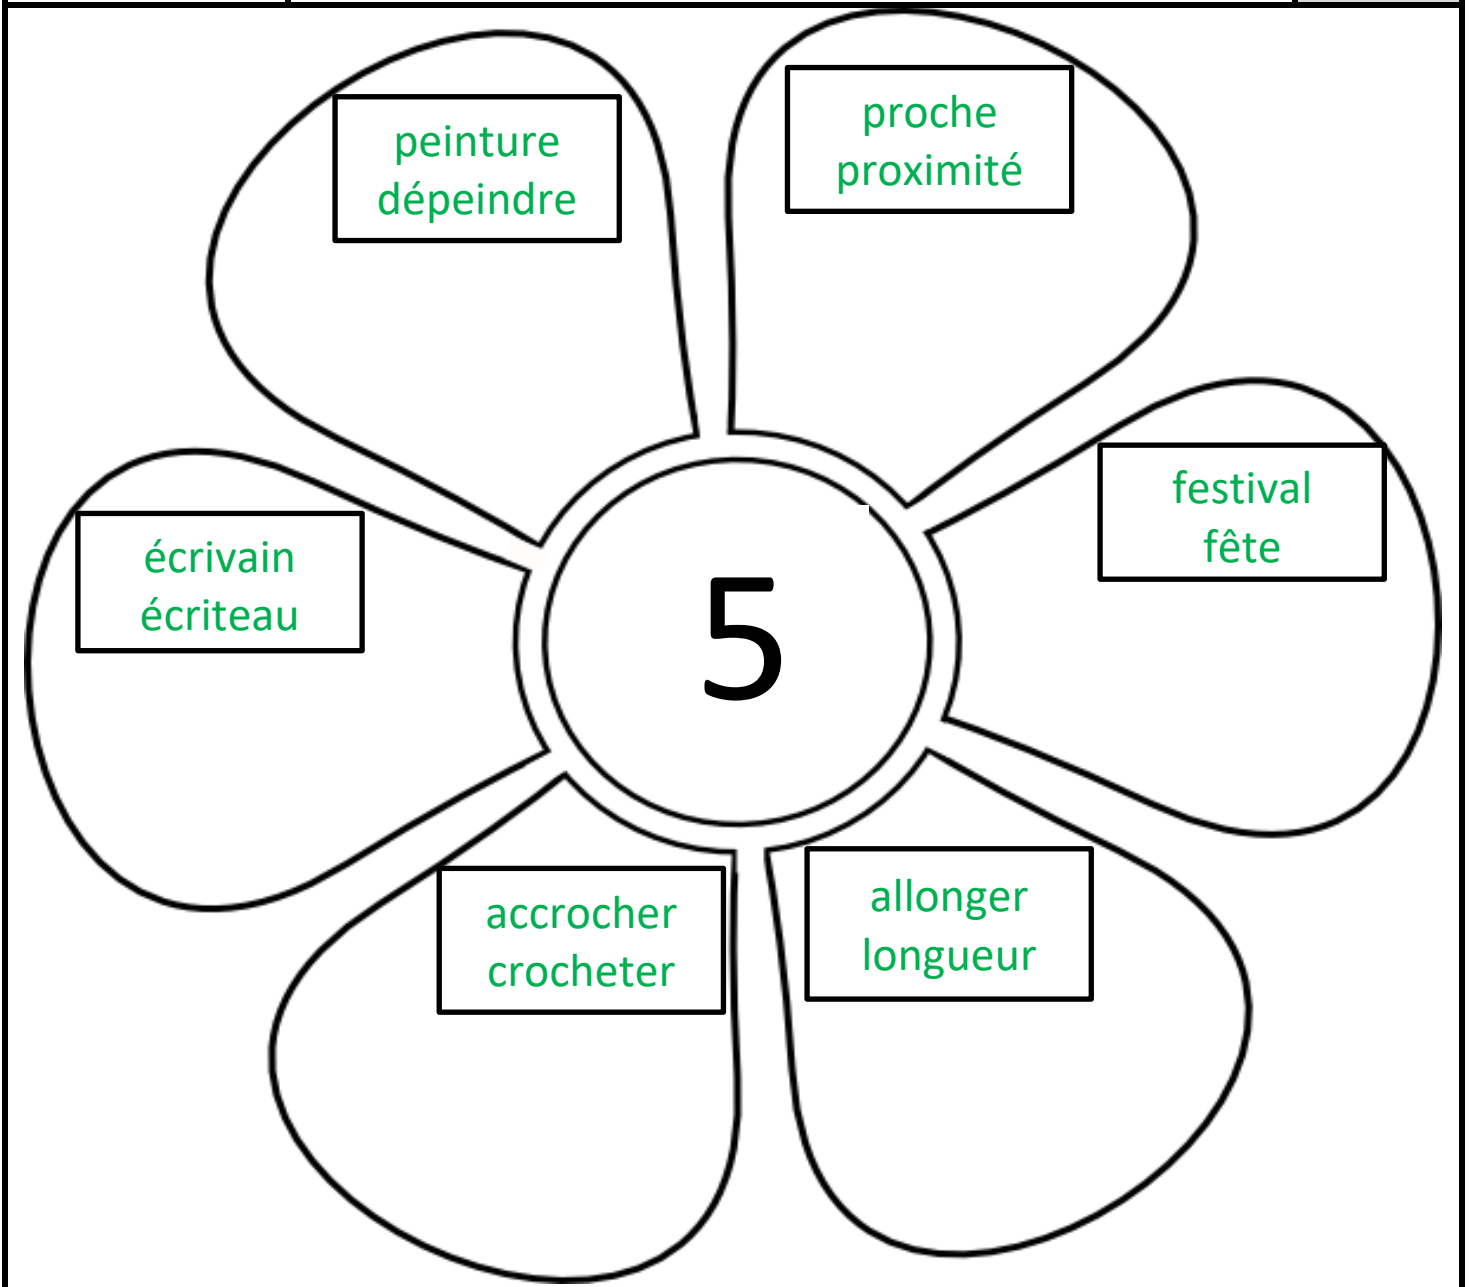 peinture
dépeindre
proche
proximité
festival
fête
écrivain
écriteau
5
accrocher
crocheter
allonger
longueur